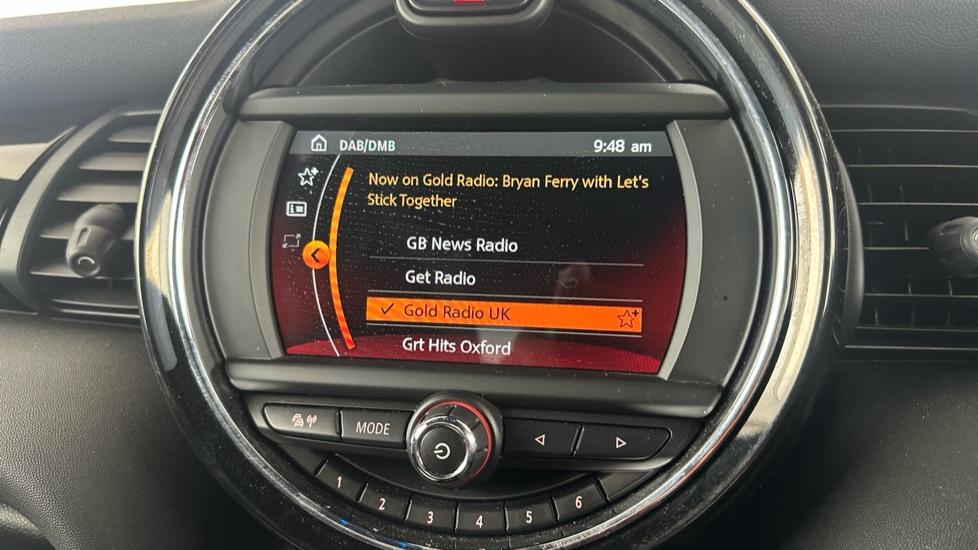 DAB/DMB 9:48 am
Now on Gold Radio: Bryan Ferry with Let's
Stick Together
GB News Radio
Get Radio
Gold Radio UK
Grt Hits Oxford
MODE
1 2 3 4 5 6